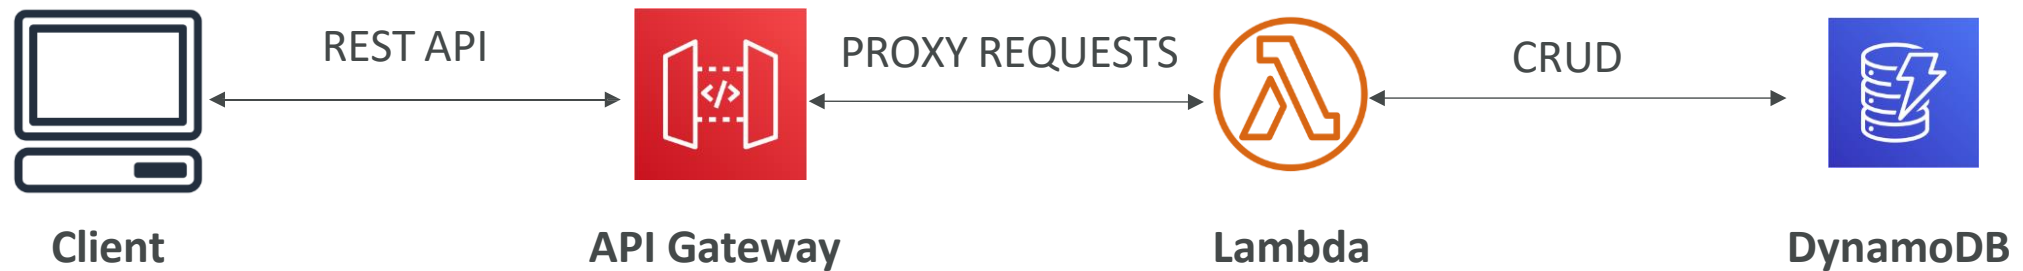 REST API
PROXY REQUESTS
CRUD
</>
Client
API Gateway
Lambda
DynamoDB